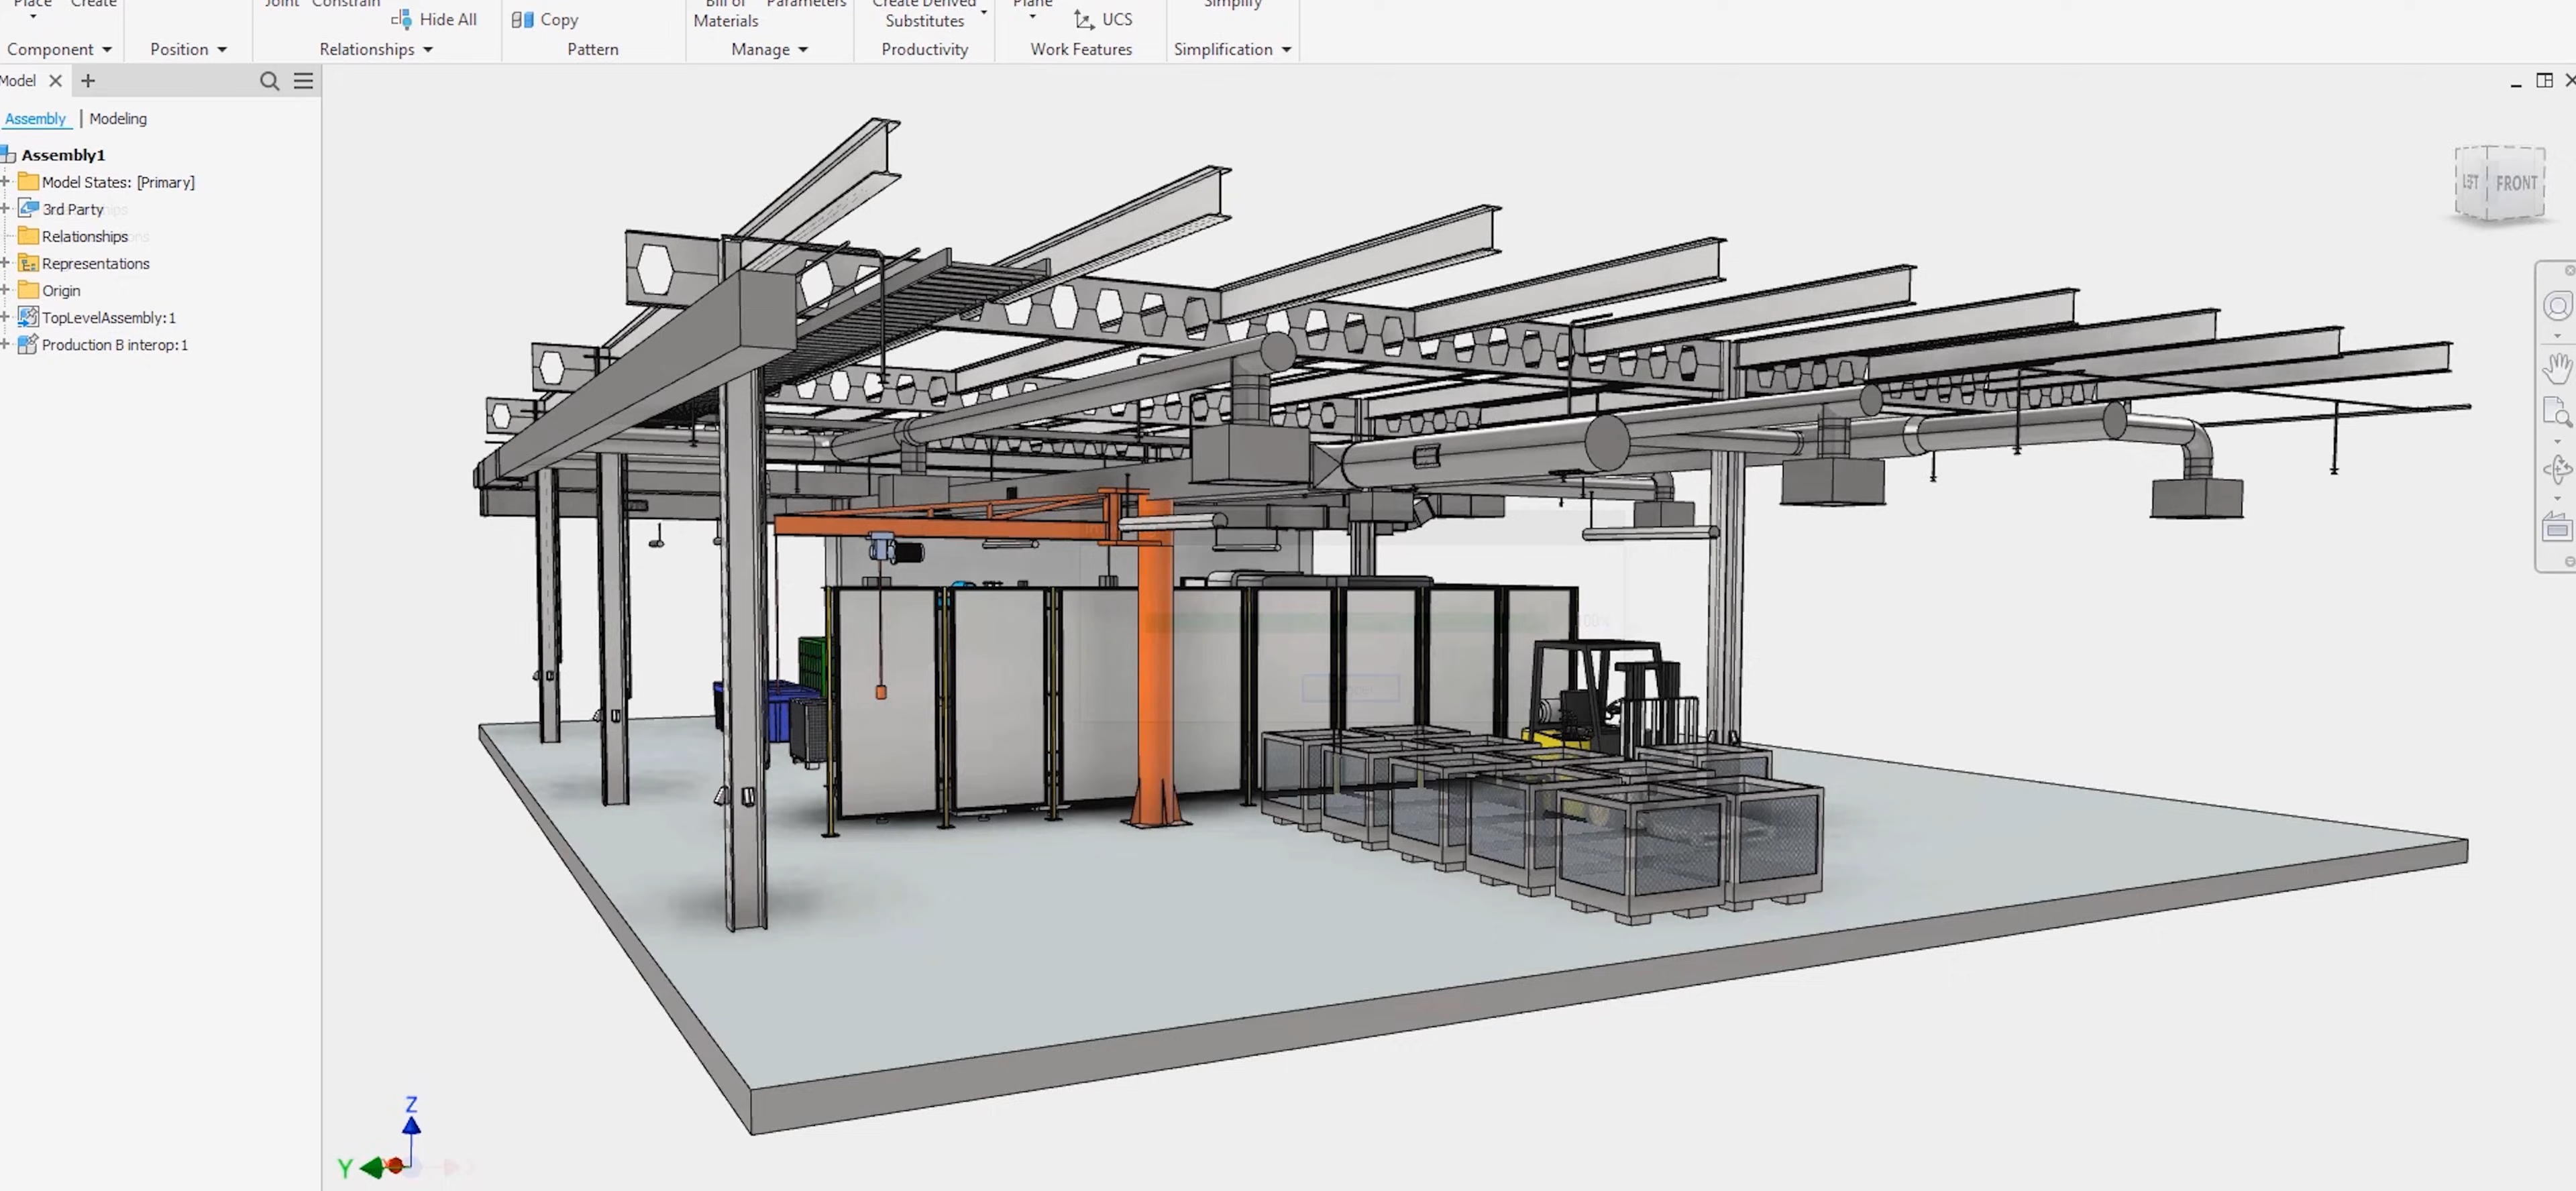 Place Create
Joint Constrain
Hide All
Copy
Bill of
Materials
Parameters
Create Derived
Substitutes
Plane
UCS
Simplify
Component Position Relationships Pattern Manage Productivity Work Features Simplification
Model
Assembly | Modeling
Assembly1
Model States: [Primary]
3rd Party
Relationships
Representations
Origin
TopLevelAssembly:1
Production B interop:1
LEFT FRONT
Z
Y